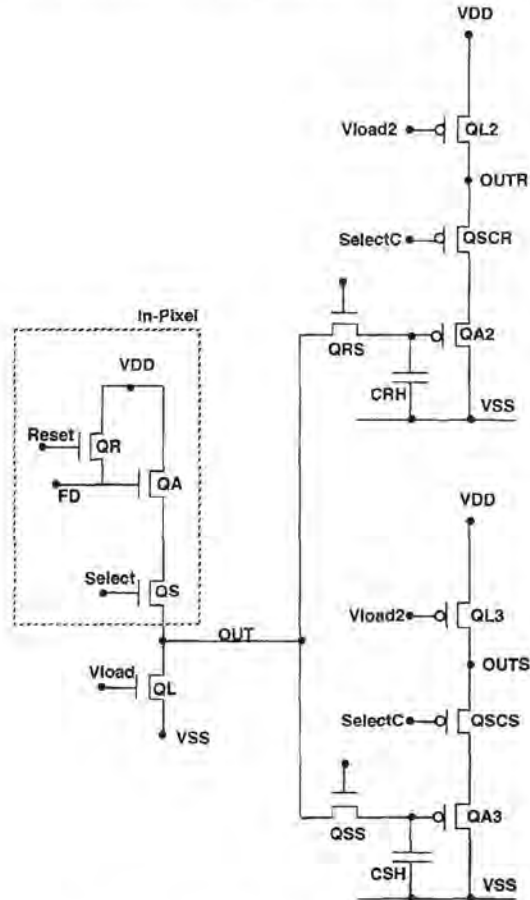 VDD
Vload2
QL2
OUTR
SelectC
QSCR
In-Pixel
QRS
QA2
VDD
CRH
VSS
Reset
QR
FD
QA
VDD
Select
QS
Vload2
QL3
OUT
OUTS
Vload
QL
SelectC
QSCS
VSS
QSS
QA3
CSH
VSS